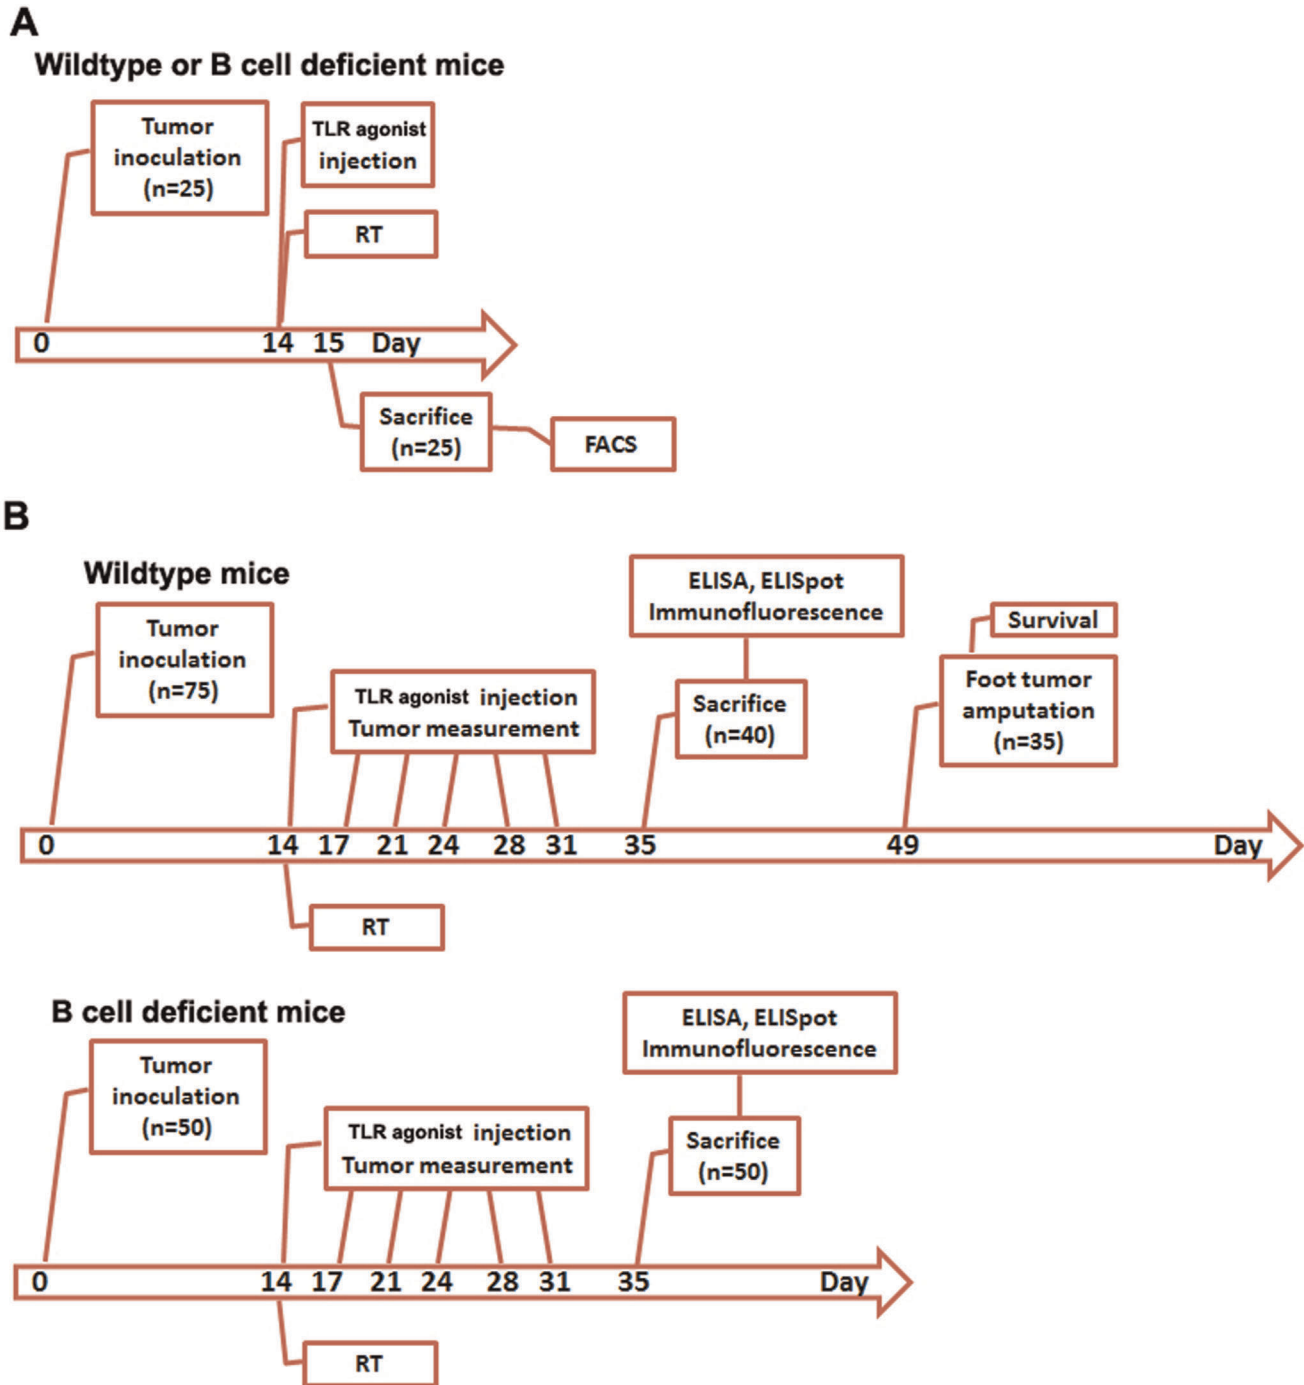 A
Wildtype or B cell deficient mice
Tumor
inoculation
(n=25)
TLR agonist
injection
RT
0 14 15 Day
Sacrifice
(n=25)
FACS
B
Wildtype mice
Tumor
inoculation
(n=75)
TLR agonist injection
Tumor measurement
ELISA, ELISpot
Immunofluorescence
Sacrifice
(n=40)
Survival
Foot tumor
amputation
(n=35)
0 14 17 21 24 28 31 35 49 Day
RT
B cell deficient mice
Tumor
inoculation
(n=50)
TLR agonist injection
Tumor measurement
ELISA, ELISpot
Immunofluorescence
Sacrifice
(n=50)
0 14 17 21 24 28 31 35 Day
RT